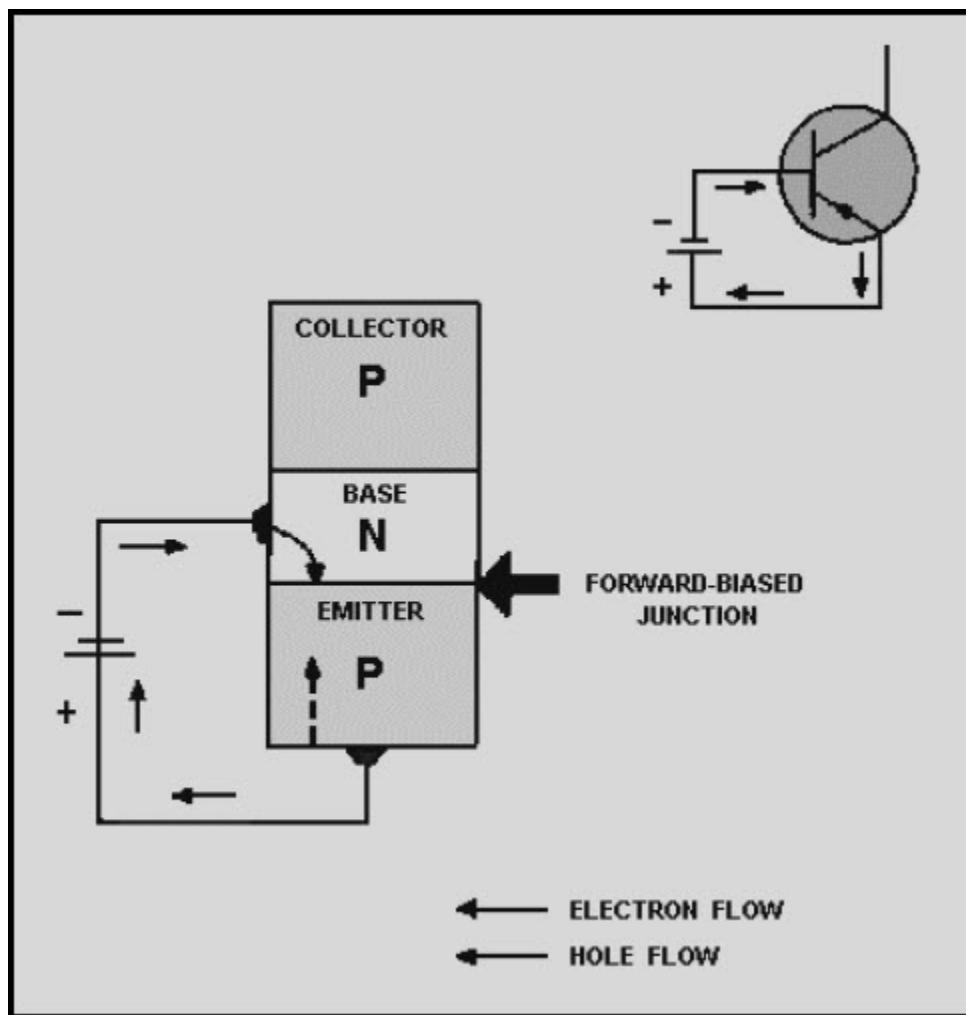 −
+
COLLECTOR
P
BASE
N
FORWARD-BIASED
JUNCTION
EMITTER
P
−
+
ELECTRON FLOW
HOLE FLOW